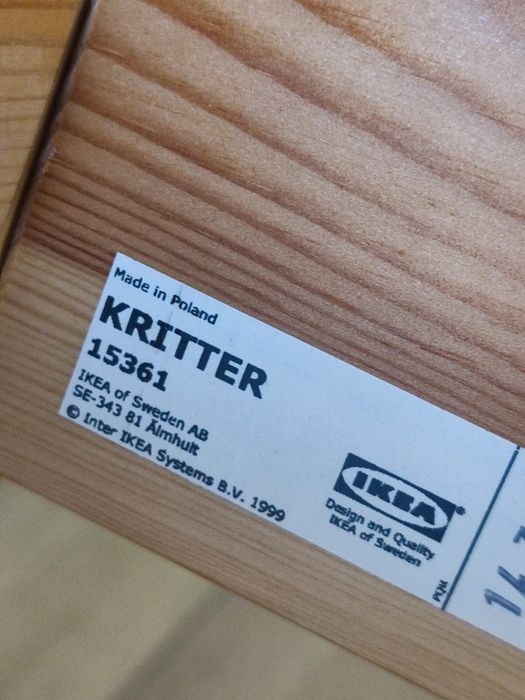 Made in Poland
KRITTER
15361
IKEA of Sweden AB
SE-343 81 Älmhult
© Inter IKEA Systems B.V. 1999
IKEA®
Design and Quality
IKEA of Sweden